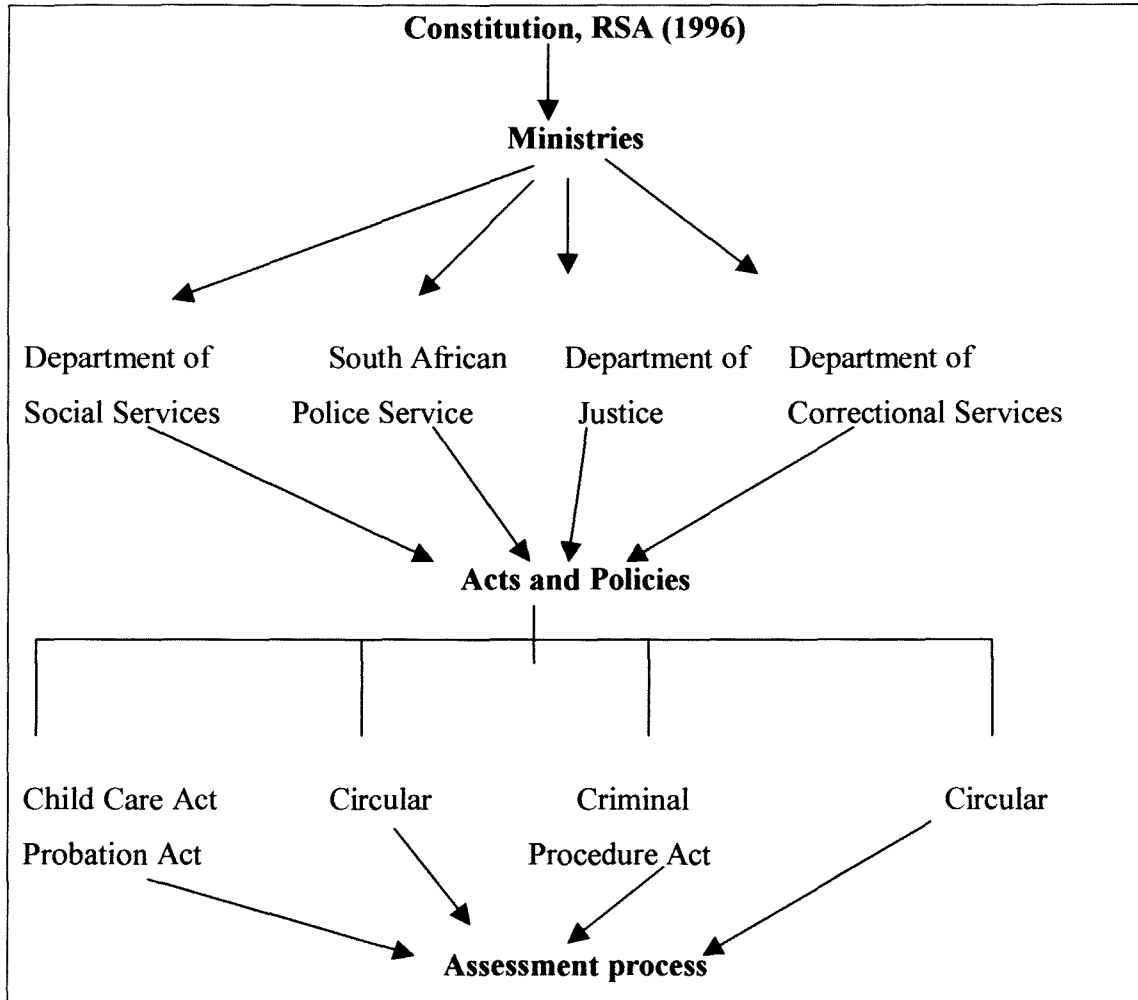 Constitution, RSA (1996)
Ministries
Department of
Social Services
South African
Police Service
Department of
Justice
Department of
Correctional Services
Acts and Policies
Child Care Act
Probation Act
Circular
Criminal
Procedure Act
Circular
Assessment process